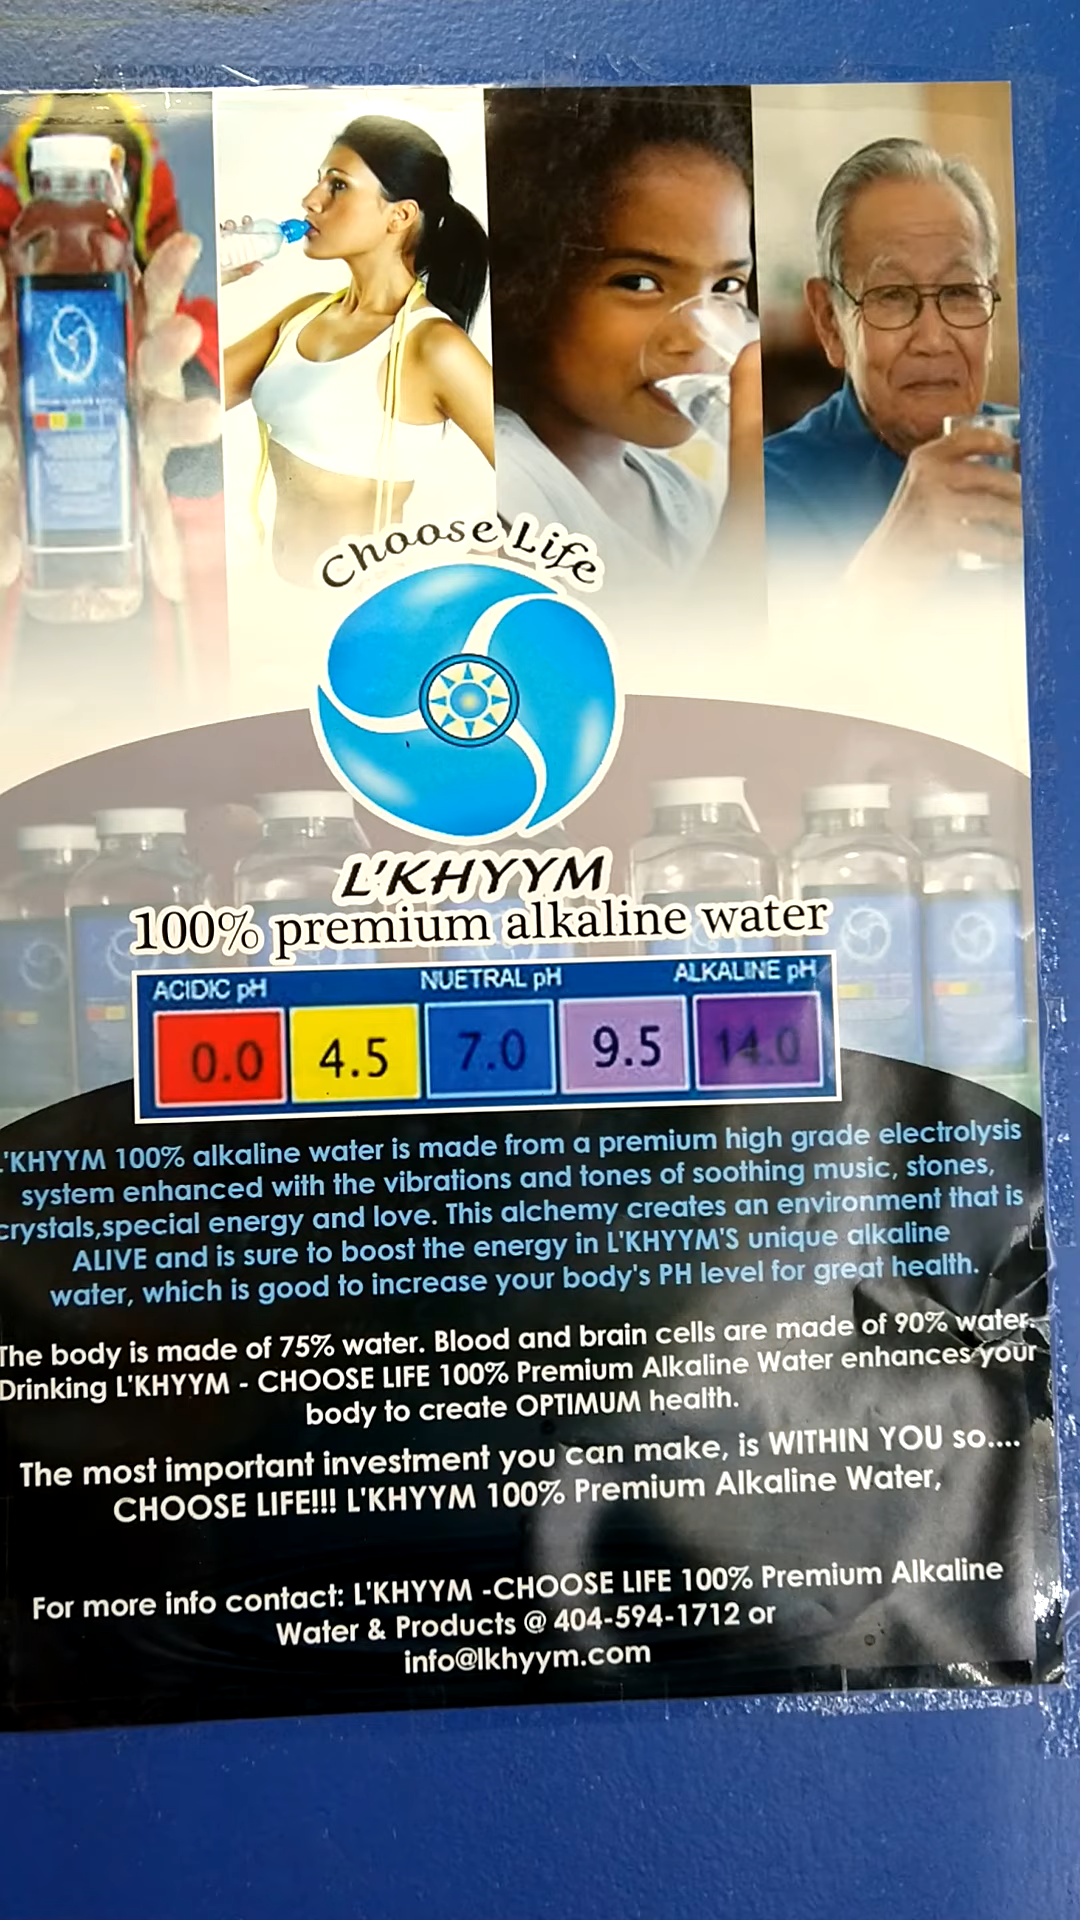 Choose Life
L'KHYYM
100% premium alkaline water
ACIDIC pH NUETRAL pH ALKALINE pH
0.0 4.5 7.0 9.5 14.0
L'KHYYM 100% alkaline water is made from a premium high grade electrolysis
system enhanced with the vibrations and tones of soothing music, stones,
crystals,special energy and love. This alchemy creates an environment that is
ALIVE and is sure to boost the energy in L'KHYYM'S unique alkaline
water, which is good to increase your body's PH level for great health.
The body is made of 75% water. Blood and brain cells are made of 90% water.
Drinking L'KHYYM - CHOOSE LIFE 100% Premium Alkaline Water enhances your
body to create OPTIMUM health.
The most important investment you can make, is WITHIN YOU so....
CHOOSE LIFE!!! L'KHYYM 100% Premium Alkaline Water,
For more info contact: L'KHYYM -CHOOSE LIFE 100% Premium Alkaline
Water & Products @ 404-594-1712 or
info@lkhyym.com